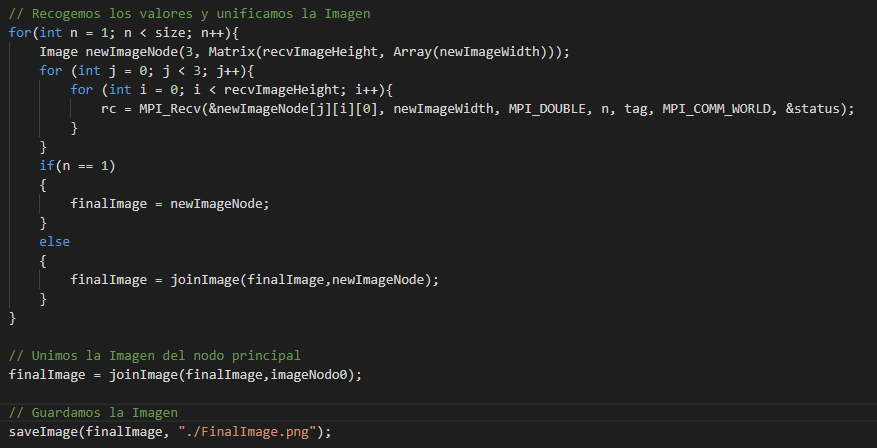 // Recogemos los valores y unificamos la Imagen
for(int n = 1; n < size; n++){
    Image newImageNode(3, Matrix(recvImageHeight, Array(newImageWidth)));
    for (int j = 0; j < 3; j++){
        for (int i = 0; i < recvImageHeight; i++){
            rc = MPI_Recv(&newImageNode[j][i][0], newImageWidth, MPI_DOUBLE, n, tag, MPI_COMM_WORLD, &status);
        }
    }
    if(n == 1)
    {
        finalImage = newImageNode;
    }
    else
    {
        finalImage = joinImage(finalImage,newImageNode);
    }
}
// Unimos la Imagen del nodo principal
finalImage = joinImage(finalImage,imageNodo0);
// Guardamos la Imagen
saveImage(finalImage, "./FinalImage.png");